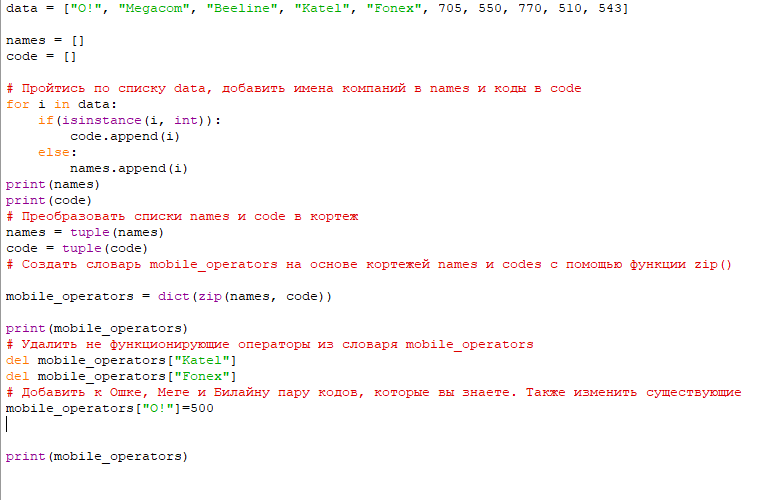 data = ["O!", "Megacom", "Beeline", "Katel", "Fonex", 705, 550, 770, 510, 543]
names = []
code = []
# Пройтись по списку data, добавить имена компаний в names и коды в code
for i in data:
    if(isinstance(i, int)):
        code.append(i)
    else:
        names.append(i)
print(names)
print(code)
# Преобразовать списки names и code в кортеж
names = tuple(names)
code = tuple(code)
# Создать словарь mobile_operators на основе кортежей names и codes с помощью функции zip()
mobile_operators = dict(zip(names, code))
print(mobile_operators)
# Удалить не функционирующие операторы из словаря mobile_operators
del mobile_operators["Katel"]
del mobile_operators["Fonex"]
# Добавить к Ошке, Меге и Билайну пару кодов, которые вы знаете. Также изменить существующие
mobile_operators["O!"]=500
print(mobile_operators)